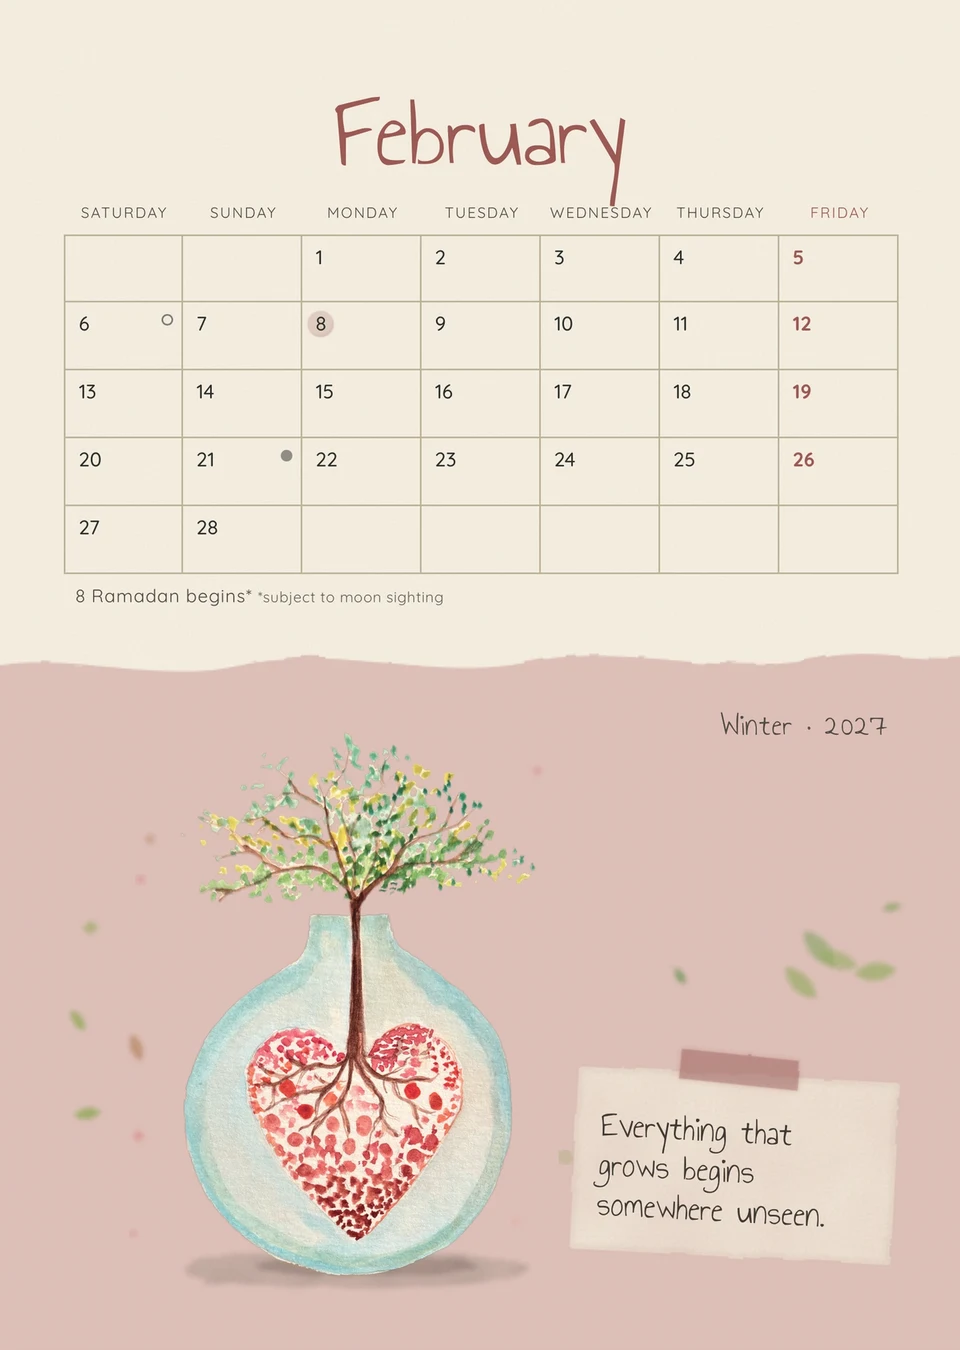 February
SATURDAY SUNDAY MONDAY TUESDAY WEDNESDAY THURSDAY FRIDAY
1 2 3 4 5
6 7 8 9 10 11 12
13 14 15 16 17 18 19
20 21 22 23 24 25 26
27 28
8 Ramadan begins* *subject to moon sighting
Winter · 2027
Everything that
grows begins
somewhere unseen.